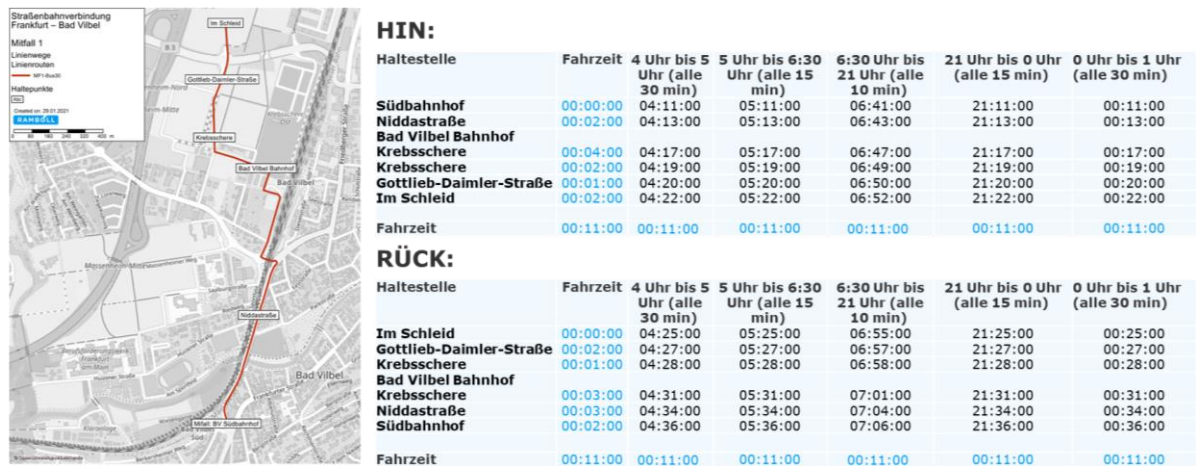 Straßenbahnverbindung
Frankfurt – Bad Vilbel
Mitfall 1
Linienwege
Linienrouten
MF1-Bus30
Haltepunkte
Abc
Created on: 29.01.2021
RAMBOLL
0 80 160 240 320 400 m
Im Schleid
B 3
Gottlieb-Daimler-Straße
Krebsschere
Bad Vilbel Bahnhof
Bad Vilbel
Niddastraße
Bad Vilbel
Mitfall: BV Südbahnhof
HIN:
Haltestelle Fahrzeit 4 Uhr bis 5 5 Uhr bis 6:30 6:30 Uhr bis 21 Uhr bis 0 Uhr 0 Uhr bis 1 Uhr
Uhr (alle Uhr (alle 15 21 Uhr (alle (alle 15 min) (alle 30 min)
30 min) min) 10 min)
Südbahnhof 00:00:00 04:11:00 05:11:00 06:41:00 21:11:00 00:11:00
Niddastraße 00:02:00 04:13:00 05:13:00 06:43:00 21:13:00 00:13:00
Bad Vilbel Bahnhof
Krebsschere 00:04:00 04:17:00 05:17:00 06:47:00 21:17:00 00:17:00
Krebsschere 00:02:00 04:19:00 05:19:00 06:49:00 21:19:00 00:19:00
Gottlieb-Daimler-Straße 00:01:00 04:20:00 05:20:00 06:50:00 21:20:00 00:20:00
Im Schleid 00:02:00 04:22:00 05:22:00 06:52:00 21:22:00 00:22:00
Fahrzeit 00:11:00 00:11:00 00:11:00 00:11:00 00:11:00 00:11:00
RÜCK:
Haltestelle Fahrzeit 4 Uhr bis 5 5 Uhr bis 6:30 6:30 Uhr bis 21 Uhr bis 0 Uhr 0 Uhr bis 1 Uhr
Uhr (alle Uhr (alle 15 21 Uhr (alle (alle 15 min) (alle 30 min)
30 min) min) 10 min)
Im Schleid 00:00:00 04:25:00 05:25:00 06:55:00 21:25:00 00:25:00
Gottlieb-Daimler-Straße 00:02:00 04:27:00 05:27:00 06:57:00 21:27:00 00:27:00
Krebsschere 00:01:00 04:28:00 05:28:00 06:58:00 21:28:00 00:28:00
Bad Vilbel Bahnhof
Krebsschere 00:03:00 04:31:00 05:31:00 07:01:00 21:31:00 00:31:00
Niddastraße 00:03:00 04:34:00 05:34:00 07:04:00 21:34:00 00:34:00
Südbahnhof 00:02:00 04:36:00 05:36:00 07:06:00 21:36:00 00:36:00
Fahrzeit 00:11:00 00:11:00 00:11:00 00:11:00 00:11:00 00:11:00